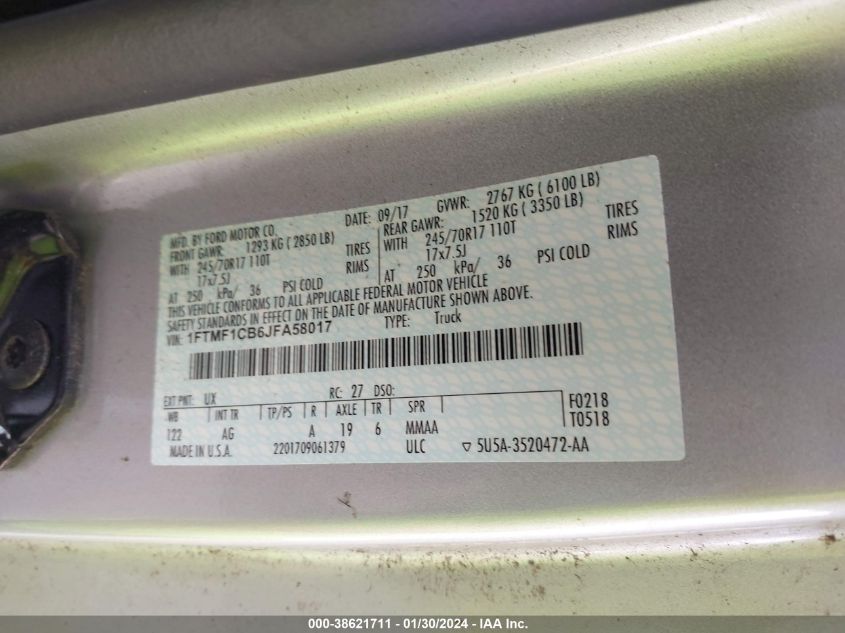 MFD. BY FORD MOTOR CO. DATE: 09/17 GVWR: 2767 KG ( 6100 LB)
FRONT GAWR: 1293 KG ( 2850 LB) REAR GAWR: 1520 KG ( 3350 LB)
WITH 245/70R17 110T TIRES WITH 245/70R17 110T TIRES
17x7.5J RIMS 17x7.5J RIMS
AT 250 kPa/ 36 PSI COLD AT 250 kPa/ 36 PSI COLD
THIS VEHICLE CONFORMS TO ALL APPLICABLE FEDERAL MOTOR VEHICLE
SAFETY STANDARDS IN EFFECT ON THE DATE OF MANUFACTURE SHOWN ABOVE.
VIN: 1FTMF1CB6JFA58017 TYPE: Truck
EXT PNT: UX RC: 27 DSO:
WB INT TR TP/PS R AXLE TR SPR F0218
122 AG A 19 6 MMAA T0518
MADE IN U.S.A. 2201709061379 ULC ▽ 5U5A-3520472-AA
000-38621711 - 01/30/2024 - IAA Inc.